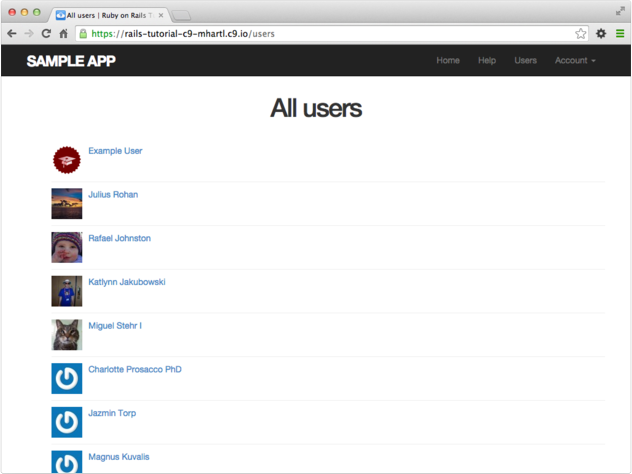 All users | Ruby on Rails T
https://rails-tutorial-c9-mhartl.c9.io/users
SAMPLE APP
Home
Help
Users
Account
All users
Example User
Julius Rohan
Rafael Johnston
Katlynn Jakubowski
Miguel Stehr I
Charlotte Prosacco PhD
Jazmin Torp
Magnus Kuvalis